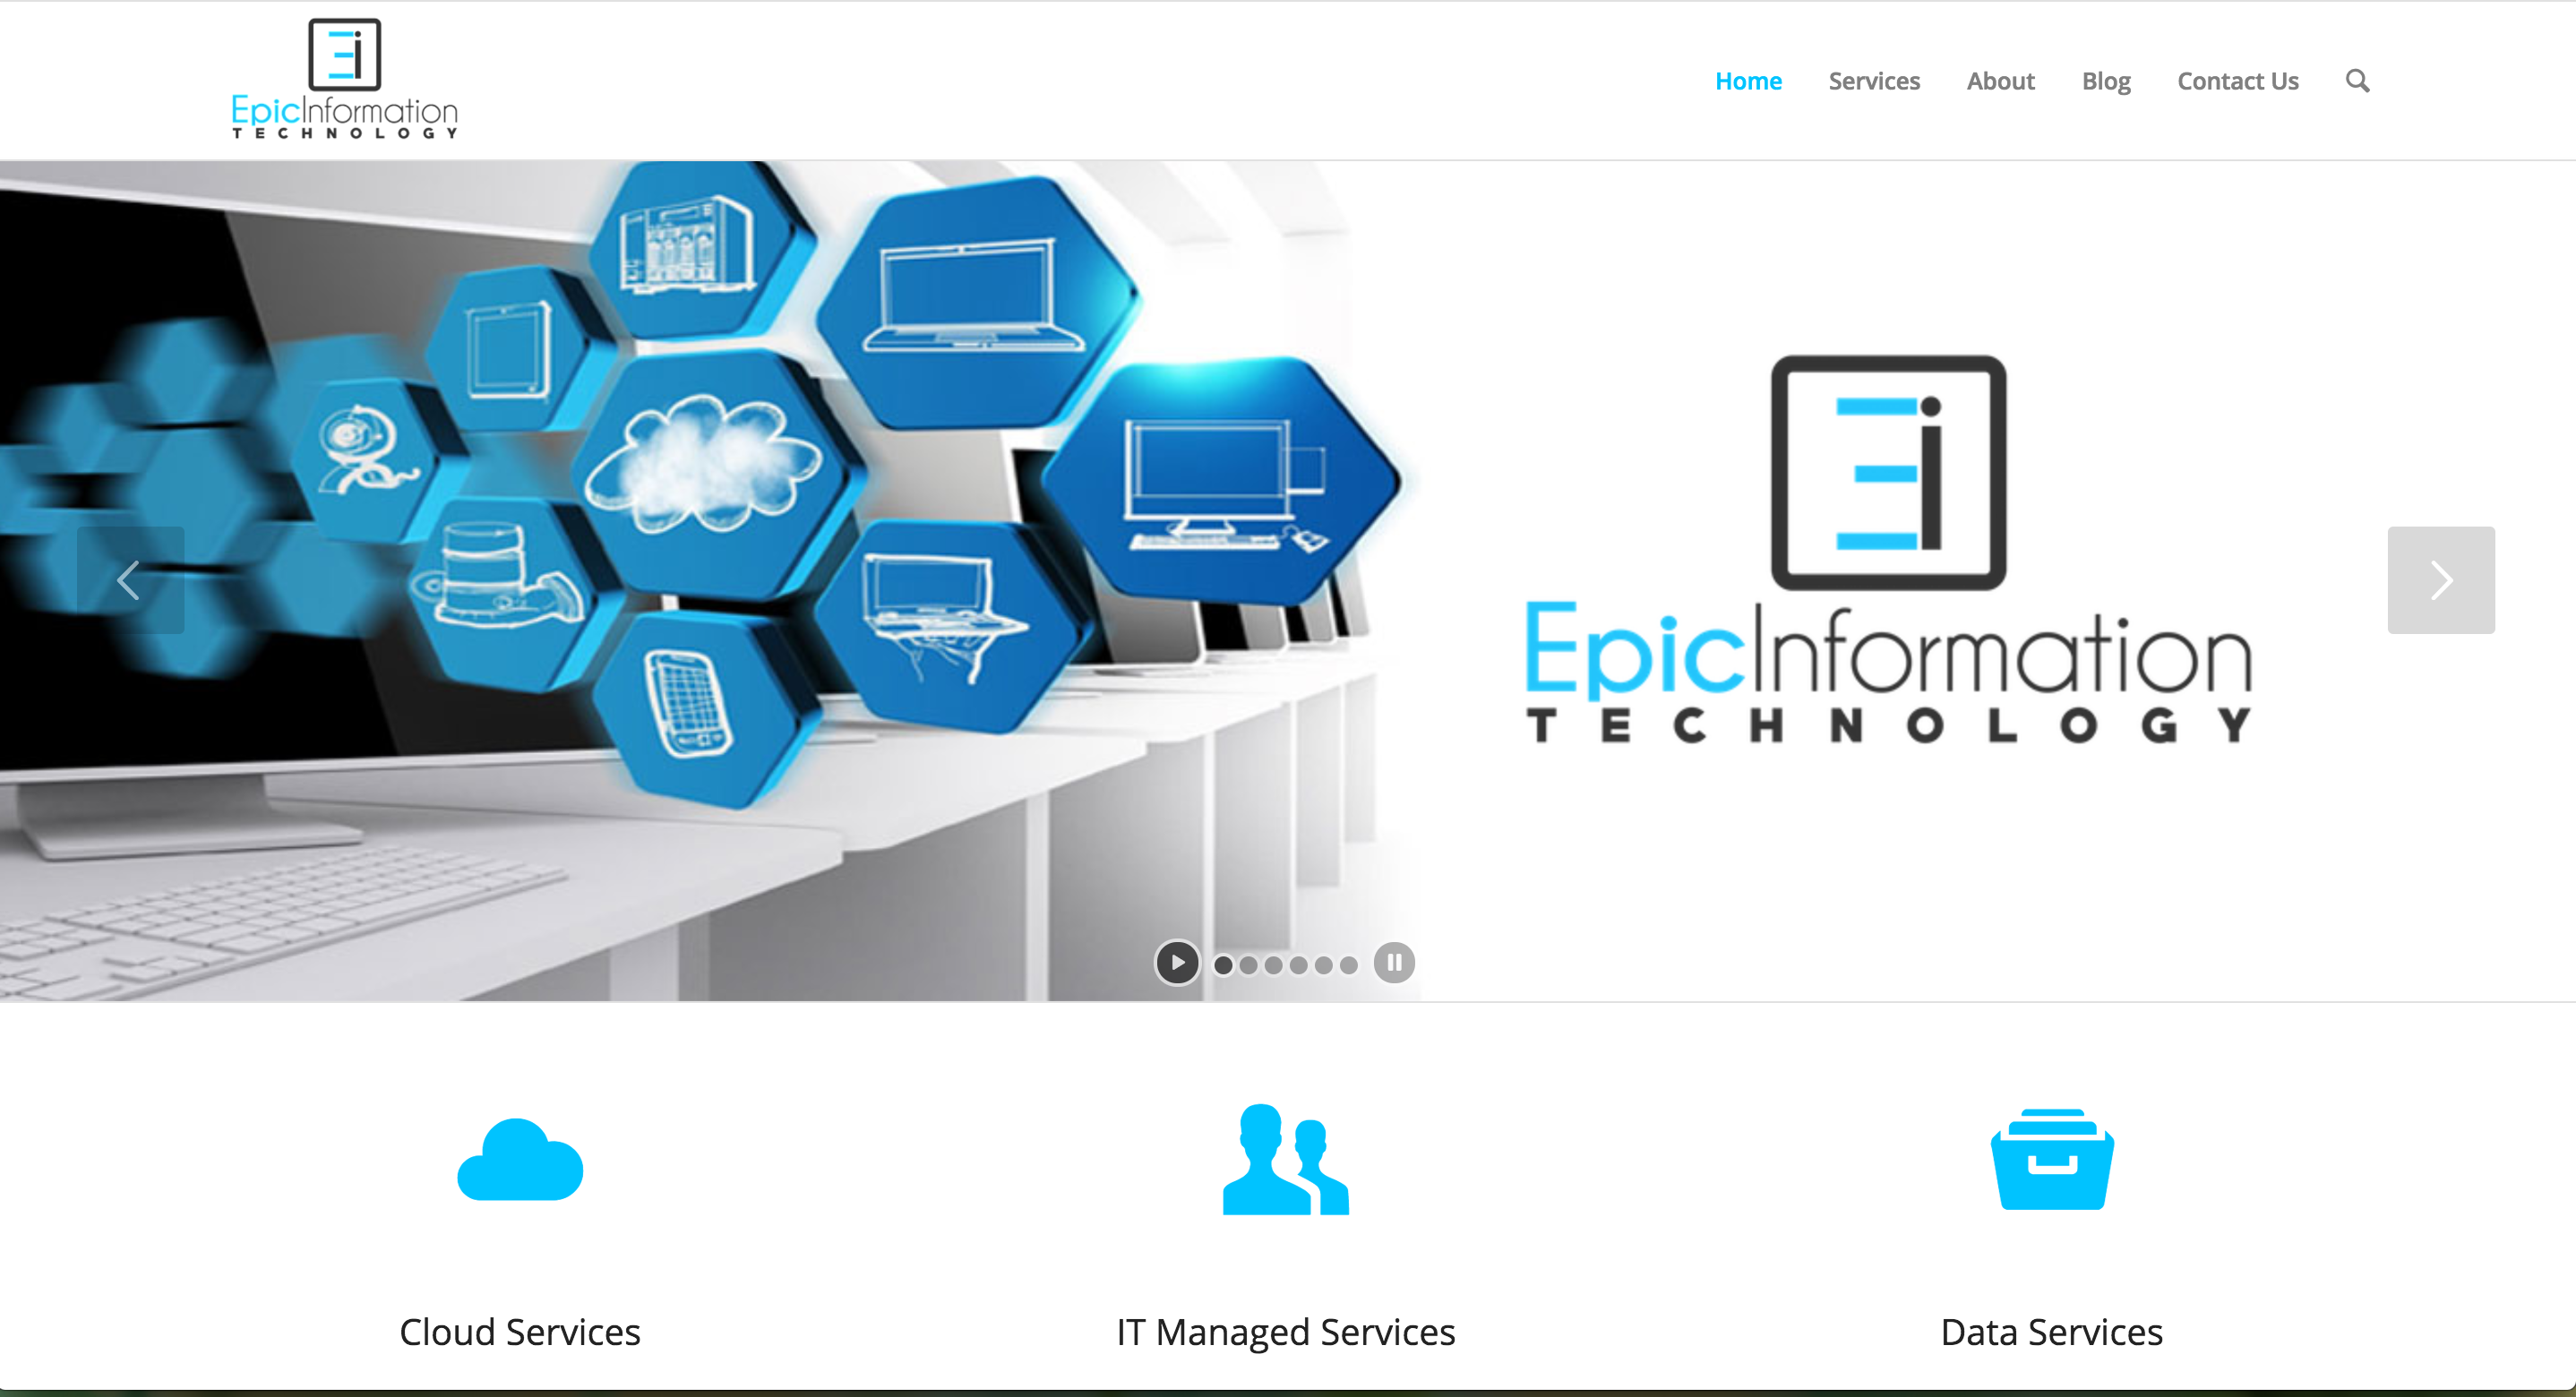 EpicInformation
TECHNOLOGY
Home Services About Blog Contact Us
EpicInformation
TECHNOLOGY
Cloud Services
IT Managed Services
Data Services